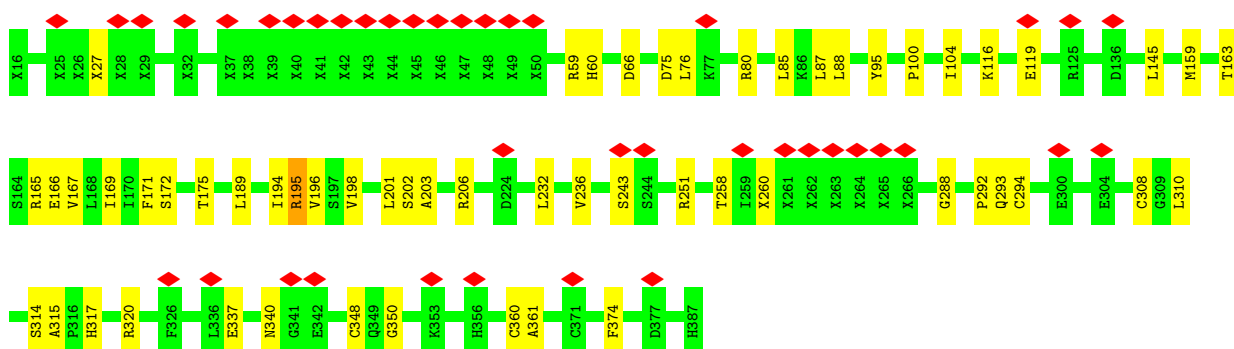 X16 X25 X26 X27 X28 X29 X32 X37 X38 X39 X40 X41 X42 X43 X44 X45 X46 X47 X48 X49 X50 R59 H60 D66 D75 L76 K77 R80 L85 K86 L87 L88 Y95 P100 I104 K116 E119 R125 D136 L145 M159 T163
S164 R165 E166 V167 L168 I169 I170 F171 S172 T175 L189 I194 R195 V196 S197 V198 L201 S202 A203 R206 D224 L232 V236 S243 S244 R251 T258 I259 X260 X261 X262 X263 X264 X265 X266 G288 P292 Q293 C294 E300 E304 C308 G309 L310
S314 A315 P316 H317 R320 F326 L336 E337 N340 G341 E342 C348 Q349 G350 K353 H356 C360 A361 C371 F374 D377 H387